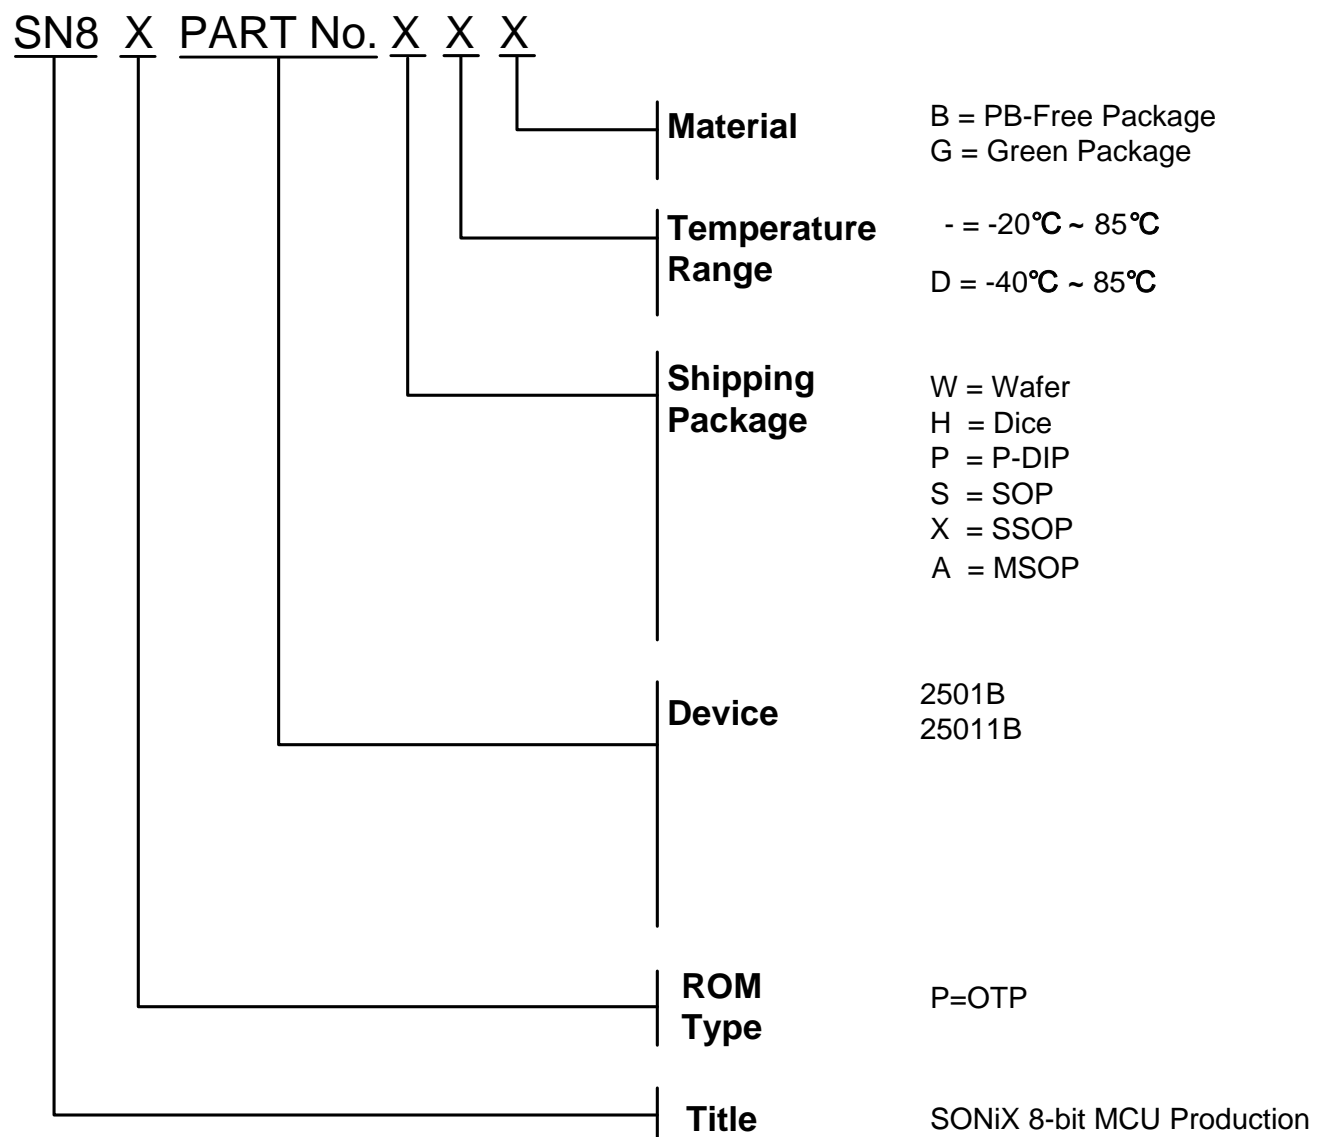 SN8 X PART No. X X X
Material
B = PB-Free Package
G = Green Package
Temperature
Range
- = -20℃ ~ 85℃
D = -40℃ ~ 85℃
Shipping
Package
W = Wafer
H = Dice
P = P-DIP
S = SOP
X = SSOP
A = MSOP
Device
2501B
25011B
ROM
Type
P=OTP
Title
SONiX 8-bit MCU Production